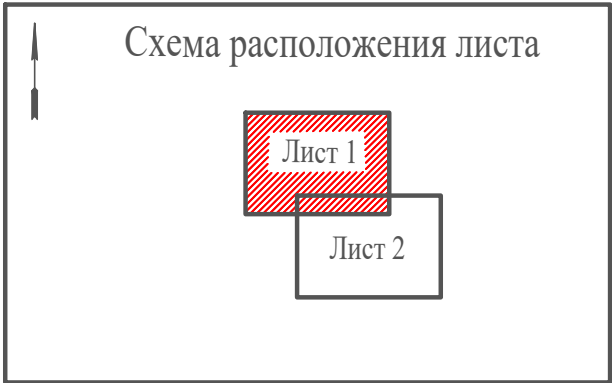 Схема расположения листа
Лист 1
Лист 2